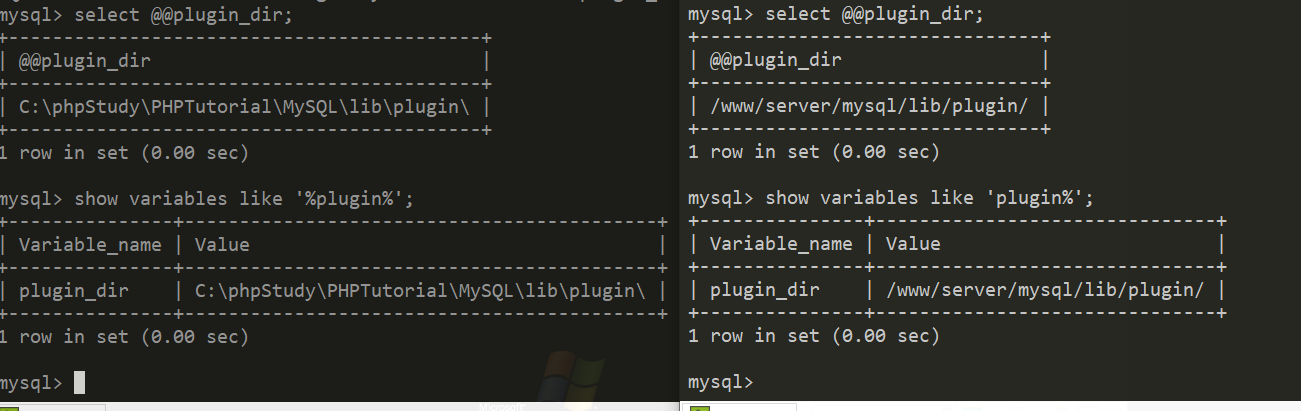 mysql> select @@plugin_dir;
+-----------------------------------------+
| @@plugin_dir                            |
+-----------------------------------------+
| C:\phpStudy\PHPTutorial\MySQL\lib\plugin\ |
+-----------------------------------------+
1 row in set (0.00 sec)
mysql> show variables like '%plugin%';
+---------------+-------------------------------------------+
| Variable_name | Value                                     |
+---------------+-------------------------------------------+
| plugin_dir    | C:\phpStudy\PHPTutorial\MySQL\lib\plugin\ |
+---------------+-------------------------------------------+
1 row in set (0.00 sec)
mysql>
Microsoft
mysql> select @@plugin_dir;
+------------------------------+
| @@plugin_dir                 |
+------------------------------+
| /www/server/mysql/lib/plugin/ |
+------------------------------+
1 row in set (0.00 sec)
mysql> show variables like 'plugin%';
+---------------+-------------------------------+
| Variable_name | Value                         |
+---------------+-------------------------------+
| plugin_dir    | /www/server/mysql/lib/plugin/ |
+---------------+-------------------------------+
1 row in set (0.00 sec)
mysql>